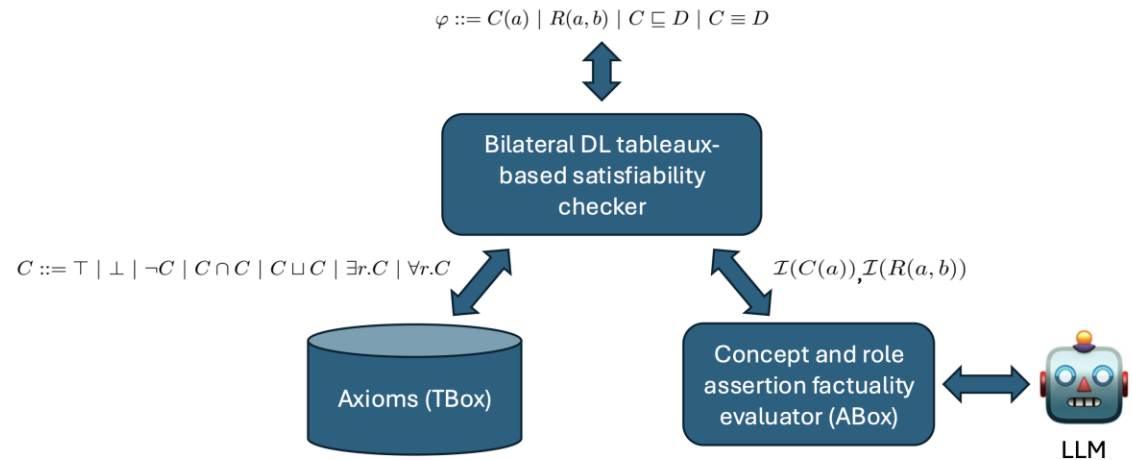 φ ::= C(a) | R(a, b) | C ⊑ D | C ≡ D
Bilateral DL tableaux-
based satisfiability
checker
C ::= ⊤ | ⊥ | ¬C | C ∩ C | C ⊔ C | ∃r.C | ∀r.C
ℐ(C(a)),ℐ(R(a, b))
Axioms (TBox)
Concept and role
assertion factuality
evaluator (ABox)
LLM